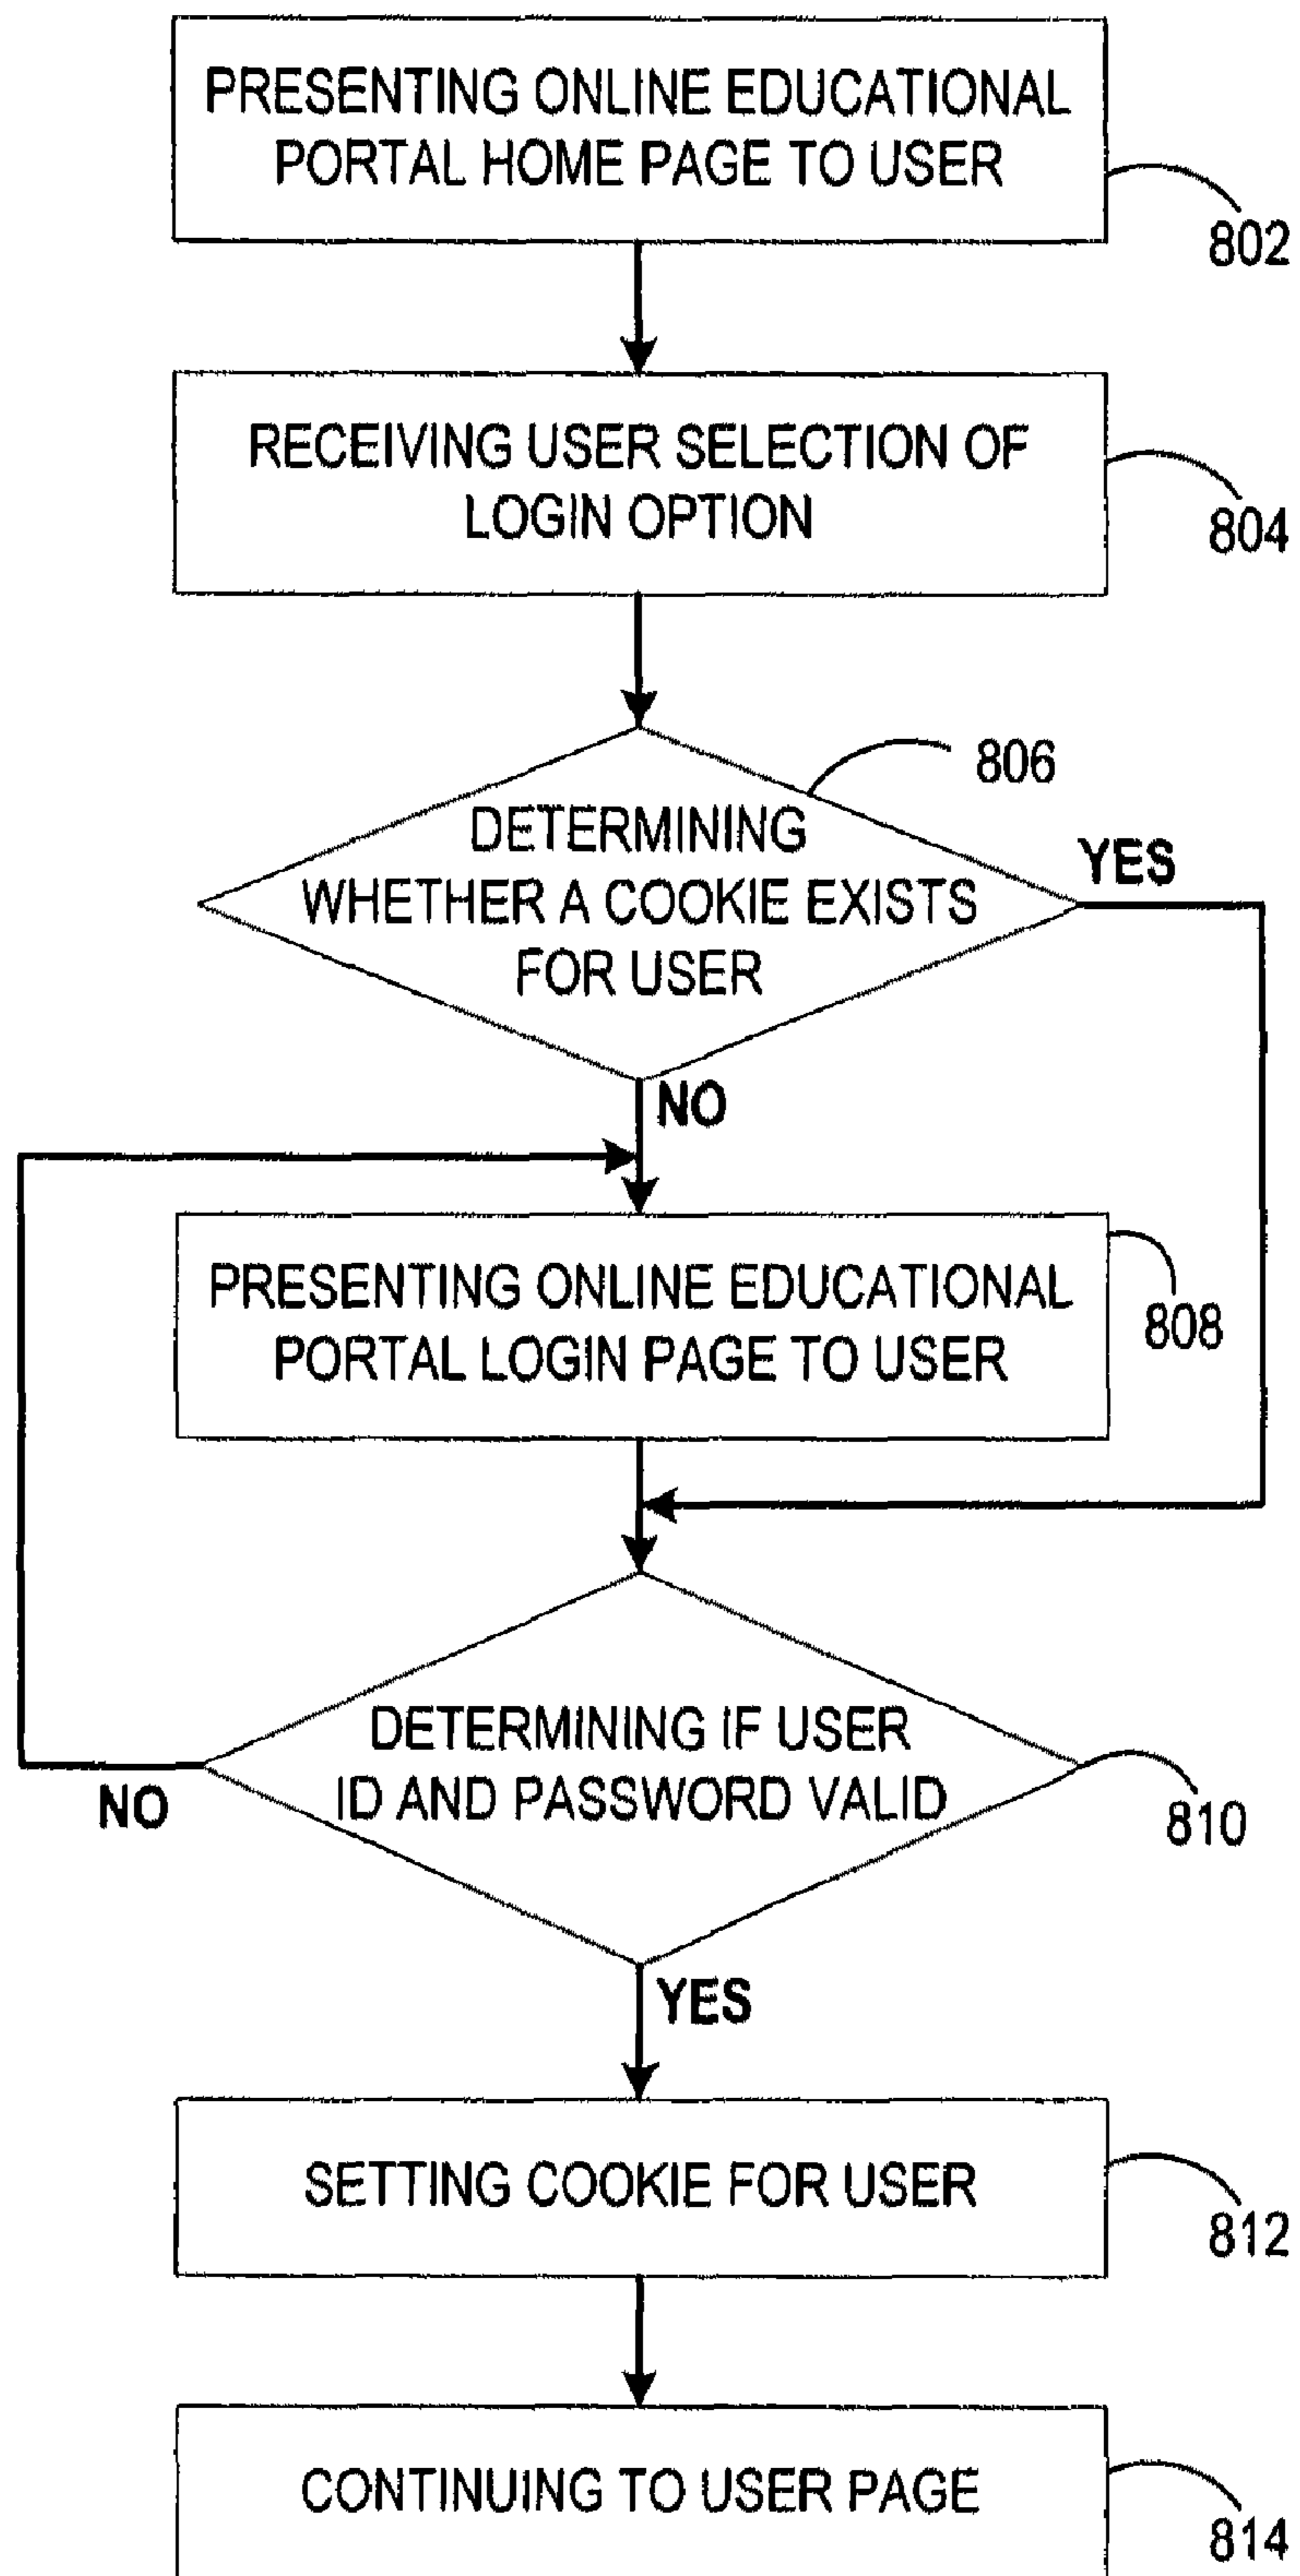 PRESENTING ONLINE EDUCATIONAL
PORTAL HOME PAGE TO USER
802
RECEIVING USER SELECTION OF
LOGIN OPTION
804
806
DETERMINING
WHETHER A COOKIE EXISTS
FOR USER
YES
NO
PRESENTING ONLINE EDUCATIONAL
PORTAL LOGIN PAGE TO USER
808
DETERMINING IF USER
ID AND PASSWORD VALID
NO
810
YES
SETTING COOKIE FOR USER
812
CONTINUING TO USER PAGE
814